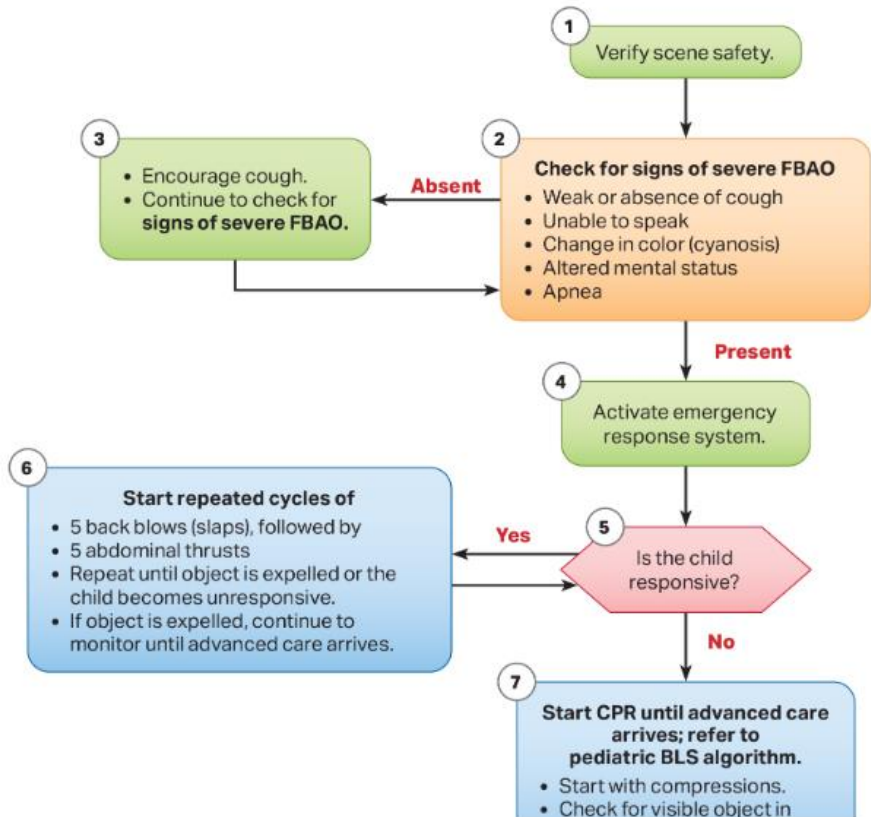 1
Verify scene safety.
2
Check for signs of severe FBAO
• Weak or absence of cough
• Unable to speak
• Change in color (cyanosis)
• Altered mental status
• Apnea
Absent
3
• Encourage cough.
• Continue to check for
signs of severe FBAO.
Present
4
Activate emergency
response system.
5
Is the child
responsive?
Yes
6
Start repeated cycles of
• 5 back blows (slaps), followed by
• 5 abdominal thrusts
• Repeat until object is expelled or the
child becomes unresponsive.
• If object is expelled, continue to
monitor until advanced care arrives.
No
7
Start CPR until advanced care
arrives; refer to
pediatric BLS algorithm.
• Start with compressions.
• Check for visible object in